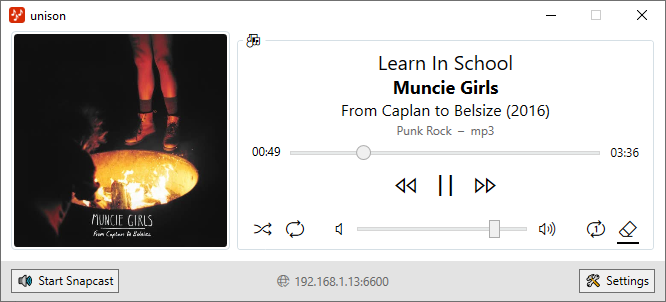 unison
MUNCIE GIRLS
From Caplan to Belsize
Learn In School
Muncie Girls
From Caplan to Belsize (2016)
Punk Rock – mp3
00:49
03:36
1
Start Snapcast
192.168.1.13:6600
Settings